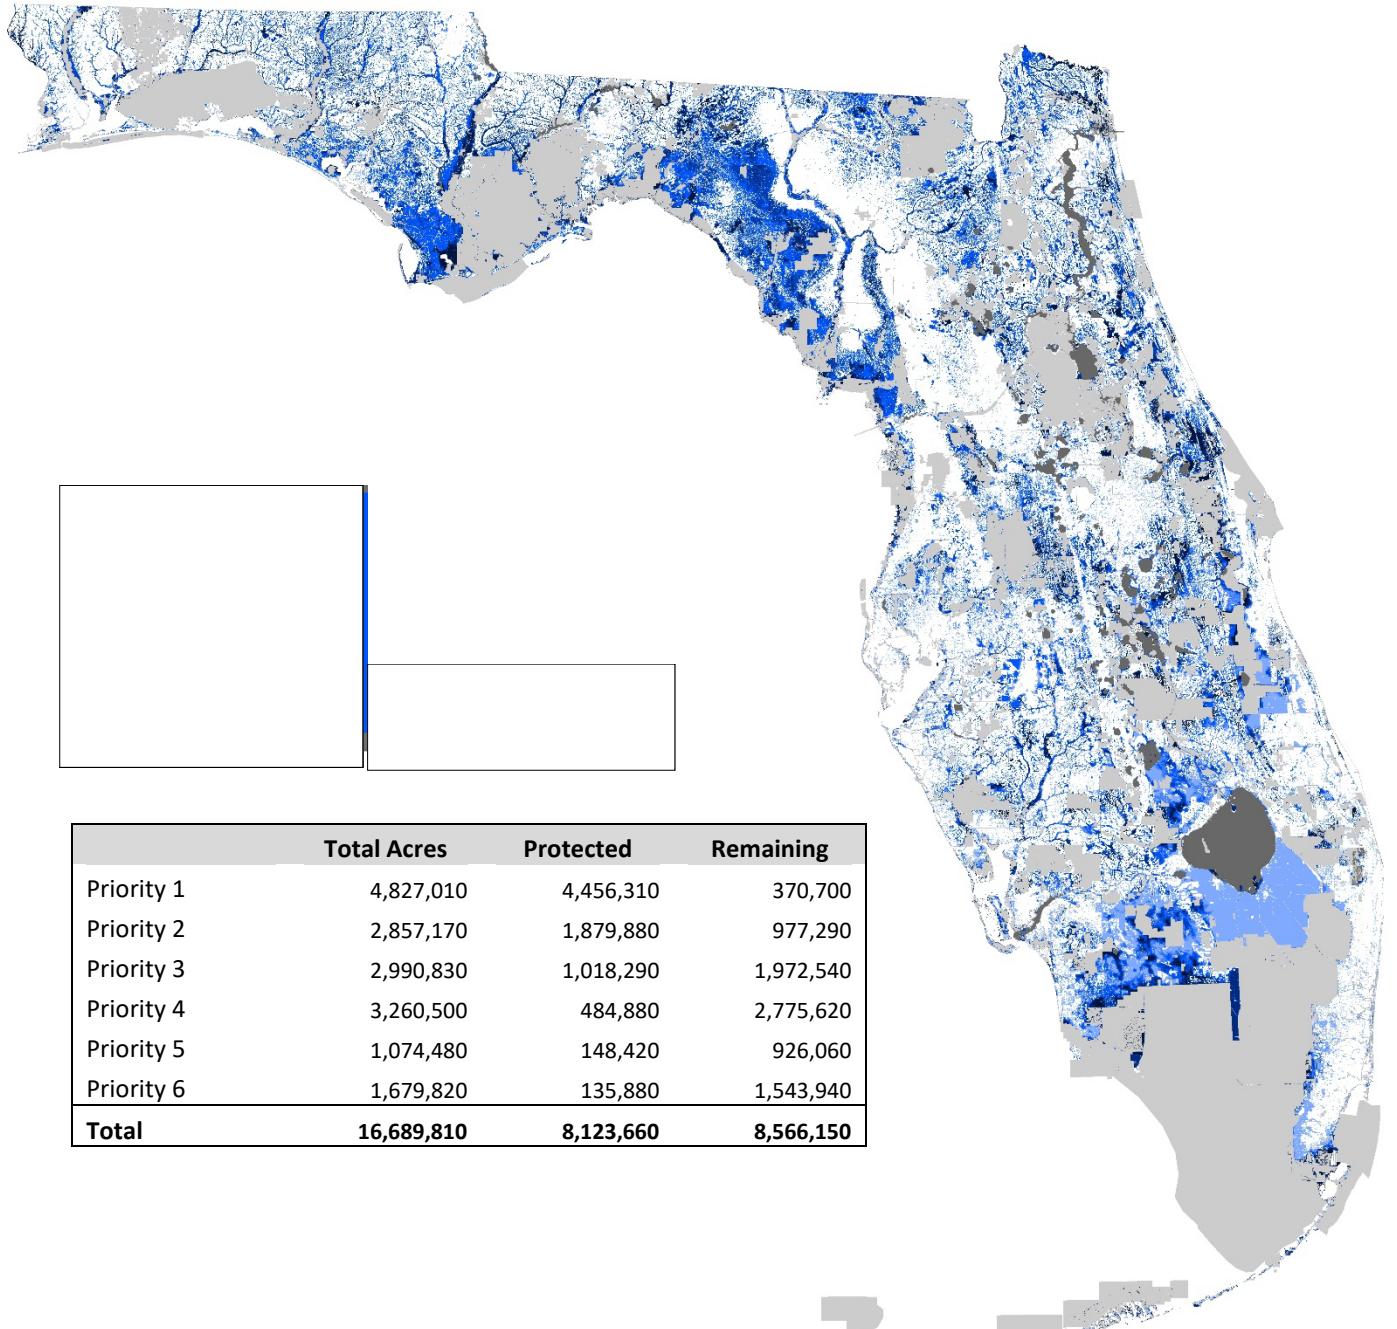 Total Acres Protected Remaining
Priority 1 4,827,010 4,456,310 370,700
Priority 2 2,857,170 1,879,880 977,290
Priority 3 2,990,830 1,018,290 1,972,540
Priority 4 3,260,500 484,880 2,775,620
Priority 5 1,074,480 148,420 926,060
Priority 6 1,679,820 135,880 1,543,940
Total 16,689,810 8,123,660 8,566,150